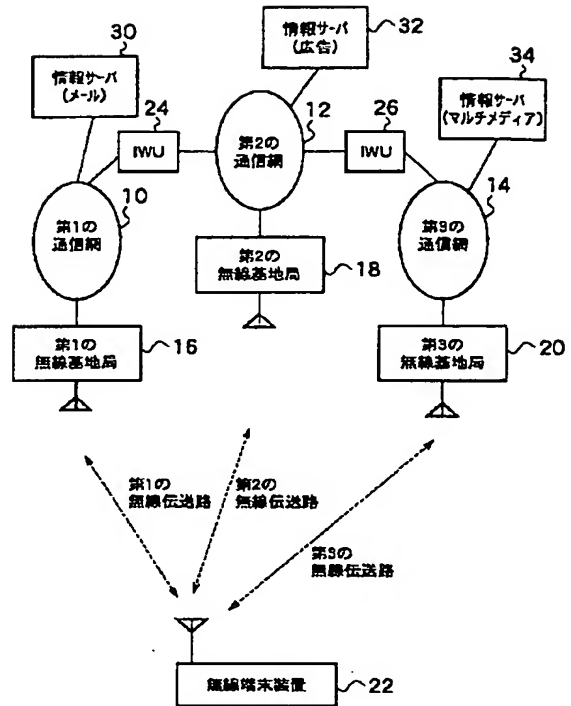 30
情報サーバ
(メール)
32
情報サーバ
(広告)
34
情報サーバ
(マルチメディア)
24
IWU
12
第2の
通信網
26
IWU
10
第1の
通信網
14
第3の
通信網
第2の
無線基地局
18
第1の
無線基地局
16
第3の
無線基地局
20
第1の
無線伝送路
第2の
無線伝送路
第3の
無線伝送路
無線端末装置
22